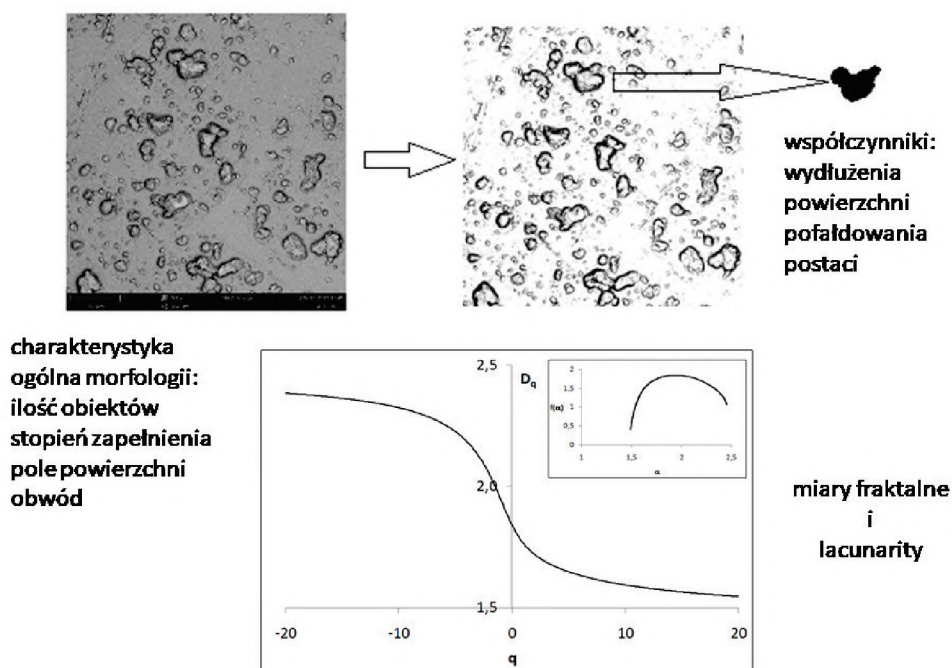 współczynniki:
wydłużenia
powierzchni
pofałdowania
postaci
charakterystyka
ogólna morfologii:
ilość obiektów
stopień zapełnienia
pole powierzchni
obwód
2,5
Dq
2,0
1,5
-20
-10
0
10
20
q
2
1,5
1
0,5
0
f(α)
1
1,5
2
2,5
α
miary fraktalne
i
lacunarity